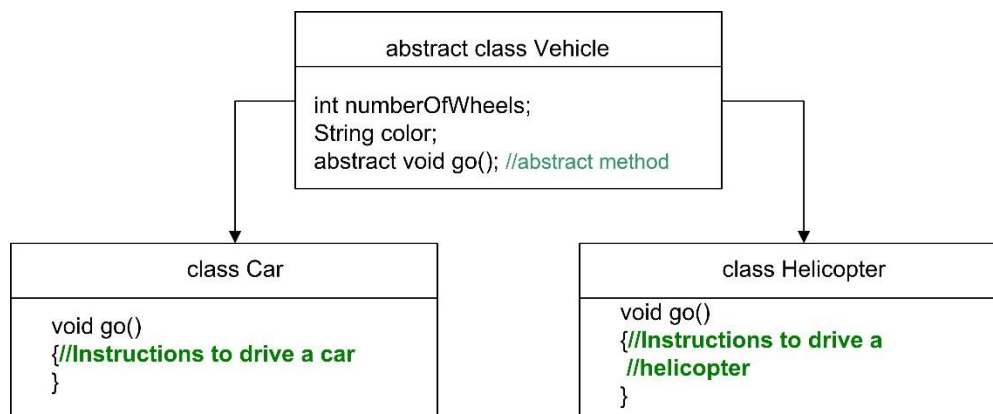 abstract class Vehicle
int numberOfWheels;
String color;
abstract void go(); //abstract method
class Car
void go()
{//Instructions to drive a car
}
class Helicopter
void go()
{//Instructions to drive a
//helicopter
}